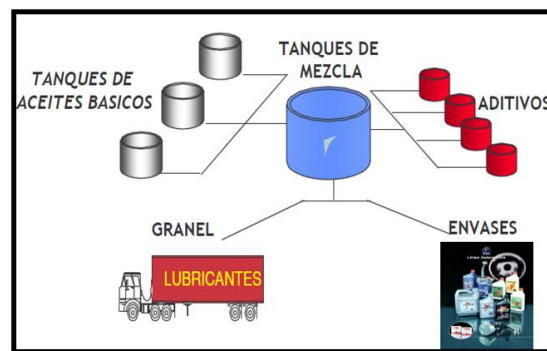 TANQUES DE
MEZCLA
TANQUES DE
ACEITES BASICOS
ADITIVOS
GRANEL
ENVASES
LUBRICANTES